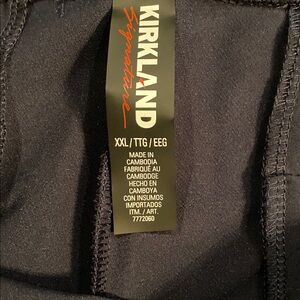 KIRKLAND
Signature
XXL/TTG/EEG
MADE IN
CAMBODIA
FABRIQUÉ AU
CAMBODGE
HECHO EN
CAMBOYA
CON INSUMOS
IMPORTADOS
ITM. / ART.
7772060